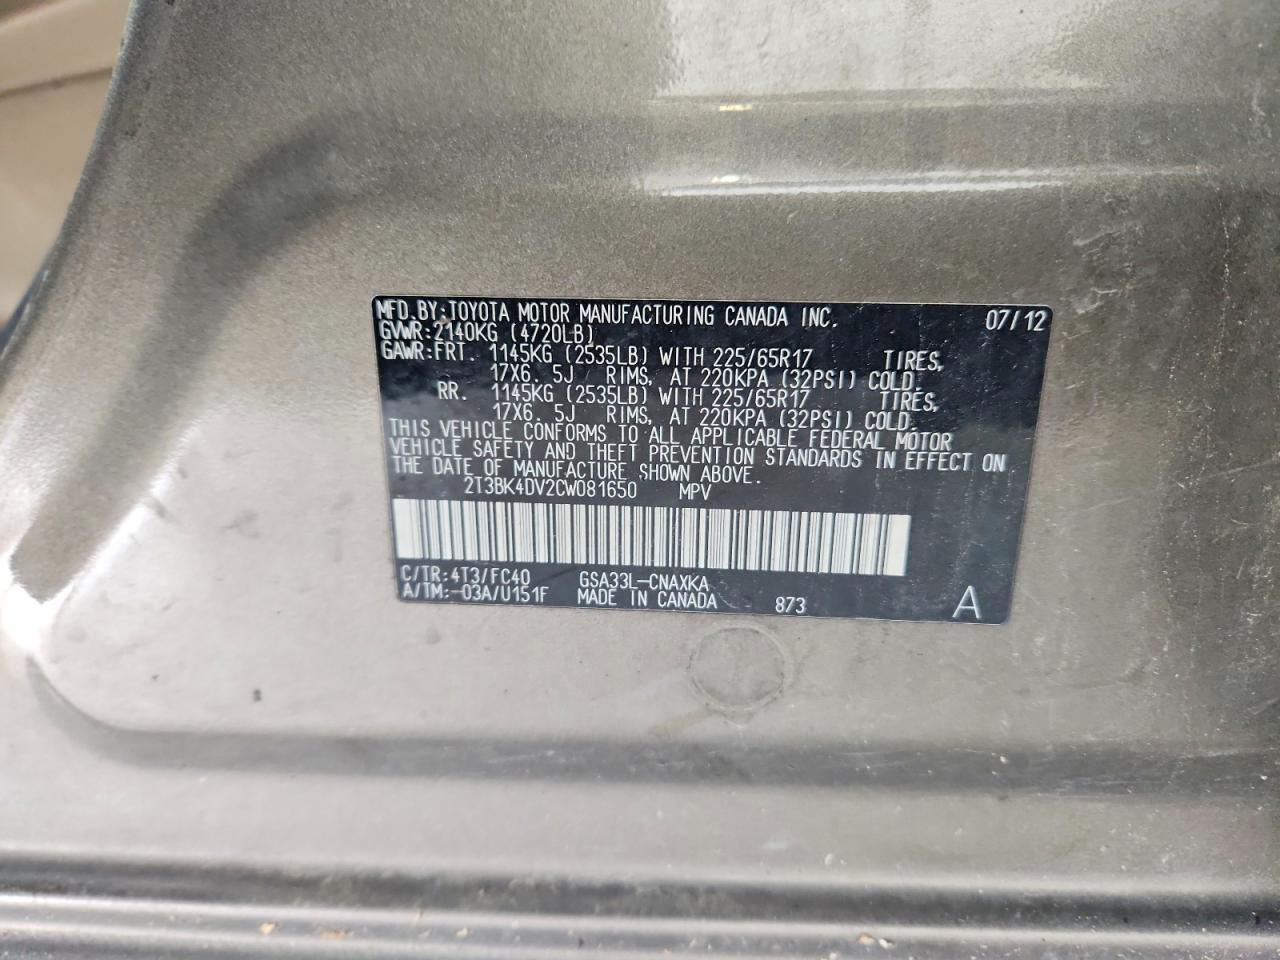 MFD.BY:TOYOTA MOTOR MANUFACTURING CANADA INC. 07/12
GVWR:2140KG (4720LB)
GAWR:FRT. 1145KG (2535LB) WITH 225/65R17 TIRES,
17X6. 5J RIMS, AT 220KPA (32PSI) COLD.
RR. 1145KG (2535LB) WITH 225/65R17 TIRES,
17X6. 5J RIMS, AT 220KPA (32PSI) COLD.
THIS VEHICLE CONFORMS TO ALL APPLICABLE FEDERAL MOTOR
VEHICLE SAFETY AND THEFT PREVENTION STANDARDS IN EFFECT ON
THE DATE OF MANUFACTURE SHOWN ABOVE.
2T3BK4DV2CW081650 MPV
C/TR:4T3/FC40 GSA33L-CNAXKA
A/TM:-03A/U151F MADE IN CANADA 873 A